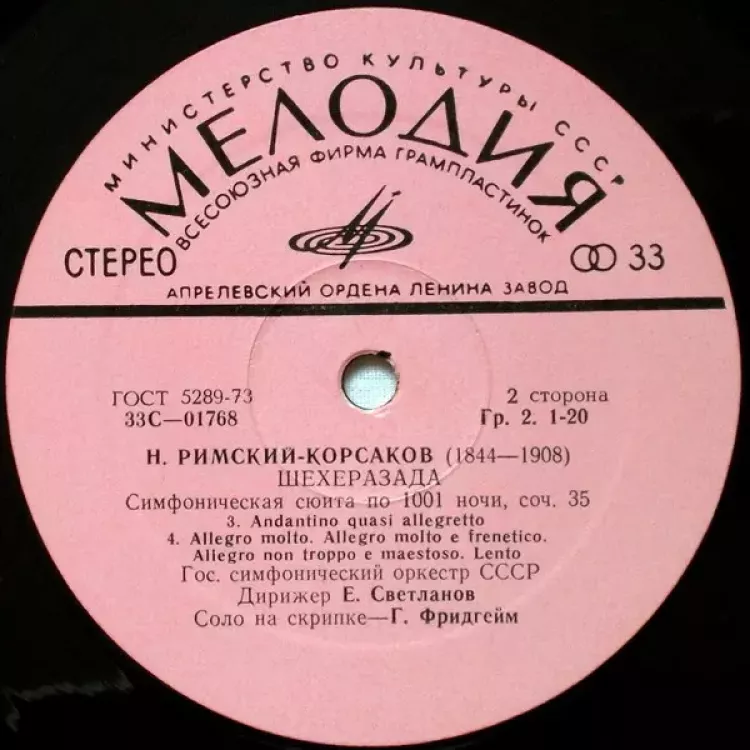 МИНИСТЕРСТВО КУЛЬТУРЫ СССР
МЕЛОДИЯ
ВСЕСОЮЗНАЯ ФИРМА ГРАМПЛАСТИНОК
СТЕРЕО
33
АПРЕЛЕВСКИЙ ОРДЕНА ЛЕНИНА ЗАВОД
ГОСТ 5289-73
2 сторона
33С—01768
Гр. 2. 1-20
Н. РИМСКИЙ-КОРСАКОВ (1844—1908)
ШЕХЕРАЗАДА
Симфоническая сюита по 1001 ночи, соч. 35
3. Andantino quasi allegretto
4. Allegro molto. Allegro molto e frenetico.
Allegro non troppo e maestoso. Lento
Гос. симфонический оркестр СССР
Дирижер Е. Светланов
Соло на скрипке—Г. Фридгейм